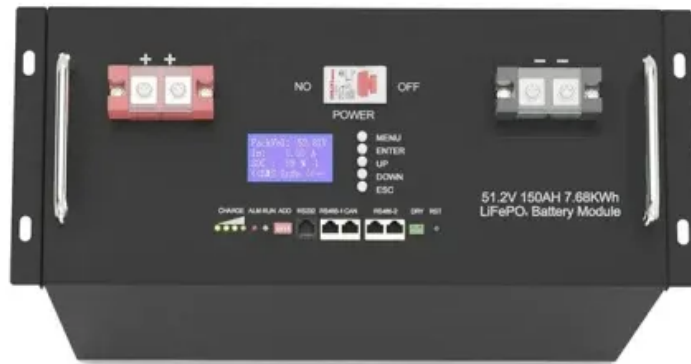 + +
- -
NO
OFF
POWER
MENU
ENTER
UP
DOWN
ESC
51.2V 150AH 7.68KWh
LiFePO₄ Battery Module
CHARGE ALM RUN ADD RS232 RS485-1 CAN RS485-2 DRY RST